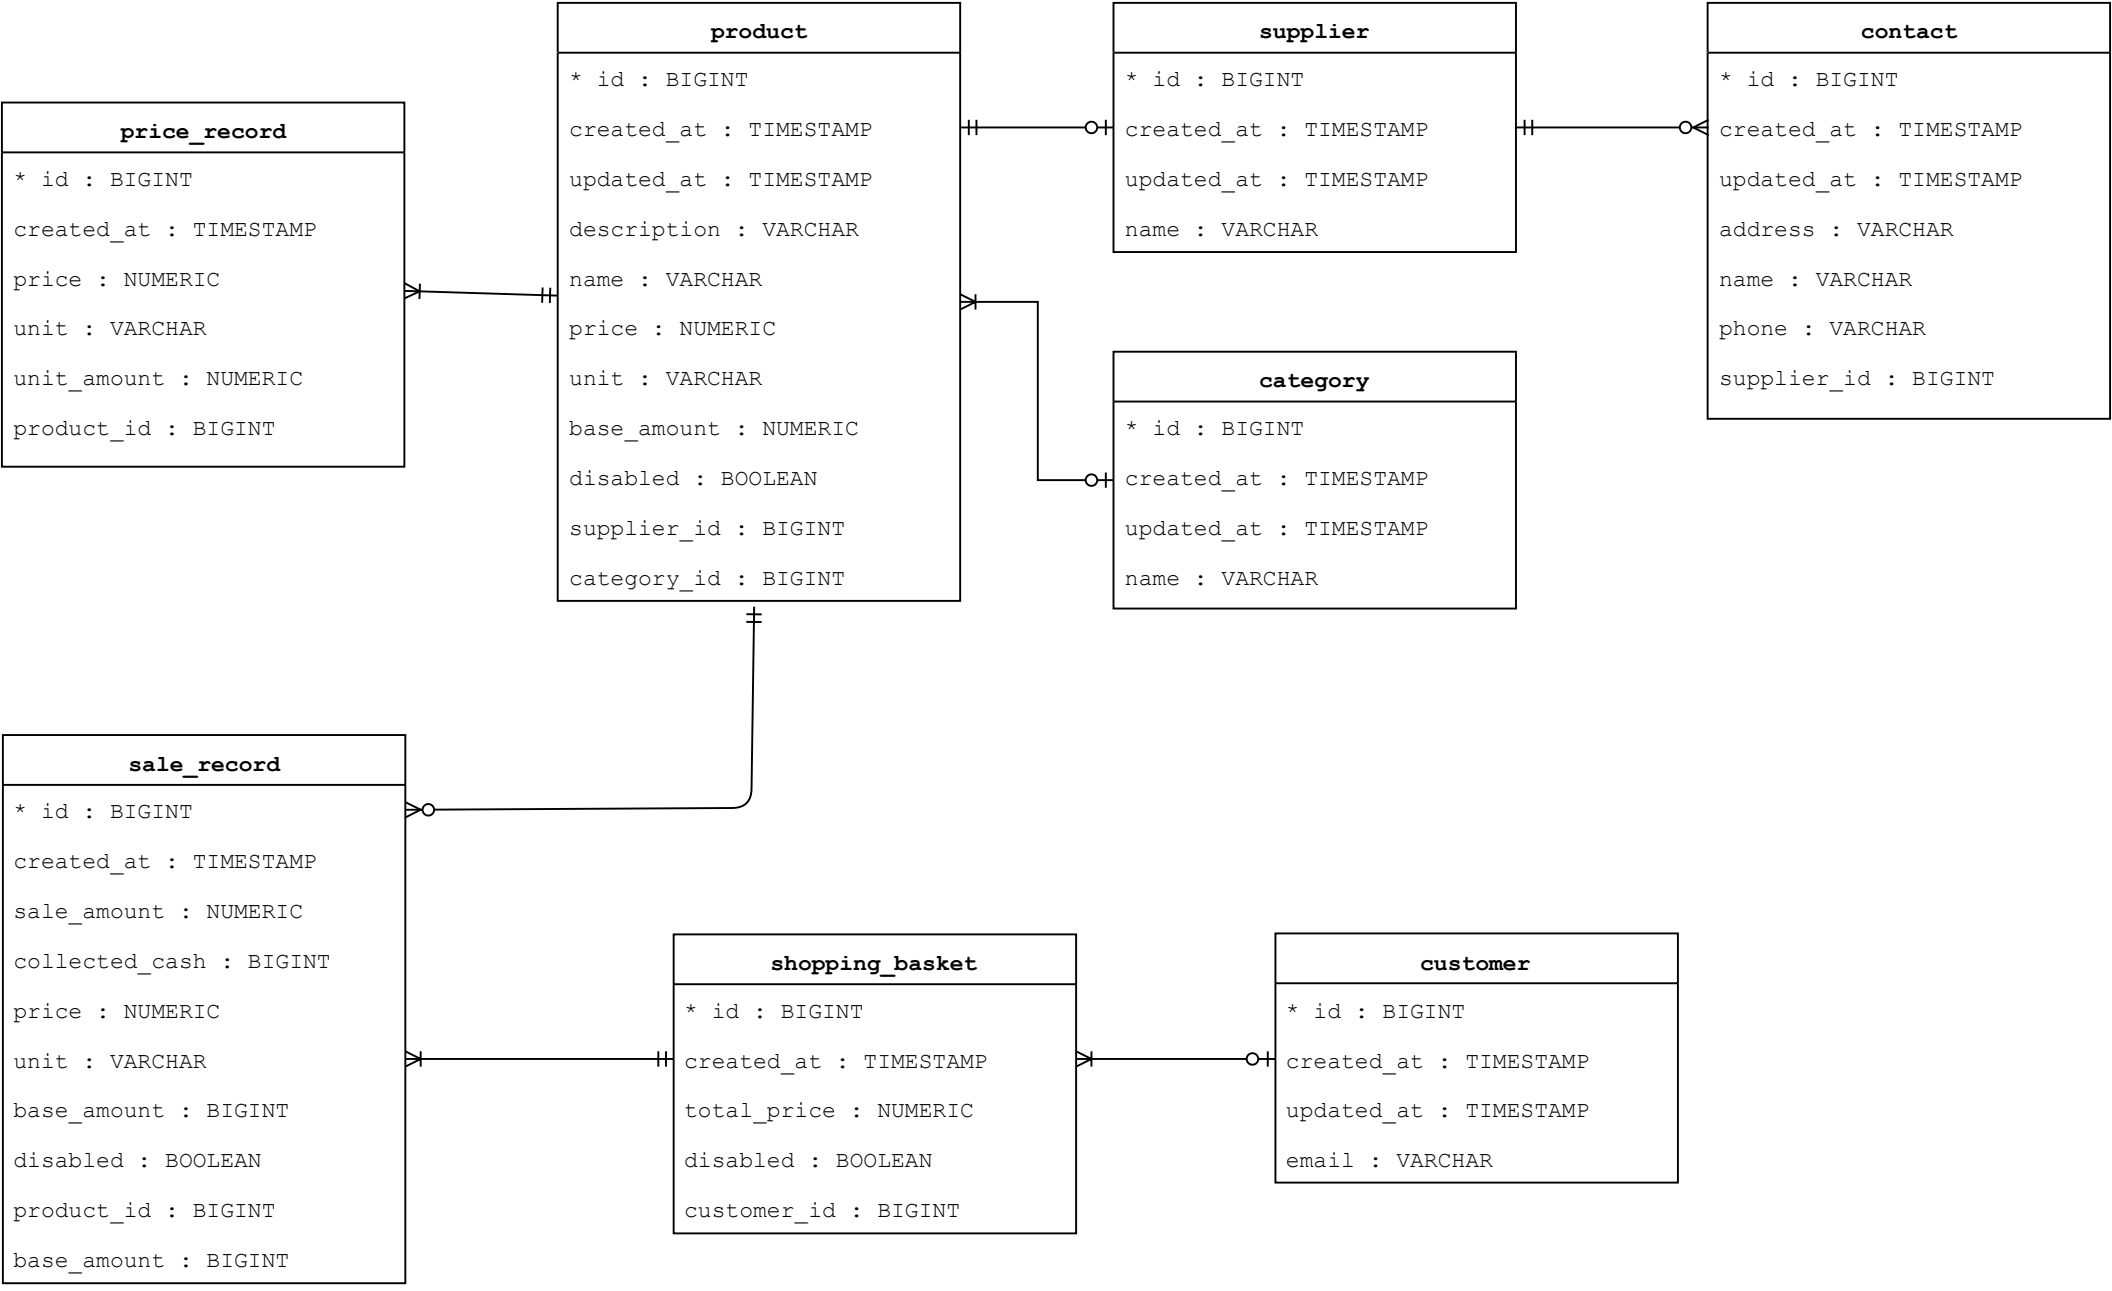 product
* id : BIGINT
created_at : TIMESTAMP
updated_at : TIMESTAMP
description : VARCHAR
name : VARCHAR
price : NUMERIC
unit : VARCHAR
base_amount : NUMERIC
disabled : BOOLEAN
supplier_id : BIGINT
category_id : BIGINT
supplier
* id : BIGINT
created_at : TIMESTAMP
updated_at : TIMESTAMP
name : VARCHAR
contact
* id : BIGINT
created_at : TIMESTAMP
updated_at : TIMESTAMP
address : VARCHAR
name : VARCHAR
phone : VARCHAR
supplier_id : BIGINT
price_record
* id : BIGINT
created_at : TIMESTAMP
price : NUMERIC
unit : VARCHAR
unit_amount : NUMERIC
product_id : BIGINT
category
* id : BIGINT
created_at : TIMESTAMP
updated_at : TIMESTAMP
name : VARCHAR
sale_record
* id : BIGINT
created_at : TIMESTAMP
sale_amount : NUMERIC
collected_cash : BIGINT
price : NUMERIC
unit : VARCHAR
base_amount : BIGINT
disabled : BOOLEAN
product_id : BIGINT
base_amount : BIGINT
shopping_basket
* id : BIGINT
created_at : TIMESTAMP
total_price : NUMERIC
disabled : BOOLEAN
customer_id : BIGINT
customer
* id : BIGINT
created_at : TIMESTAMP
updated_at : TIMESTAMP
email : VARCHAR